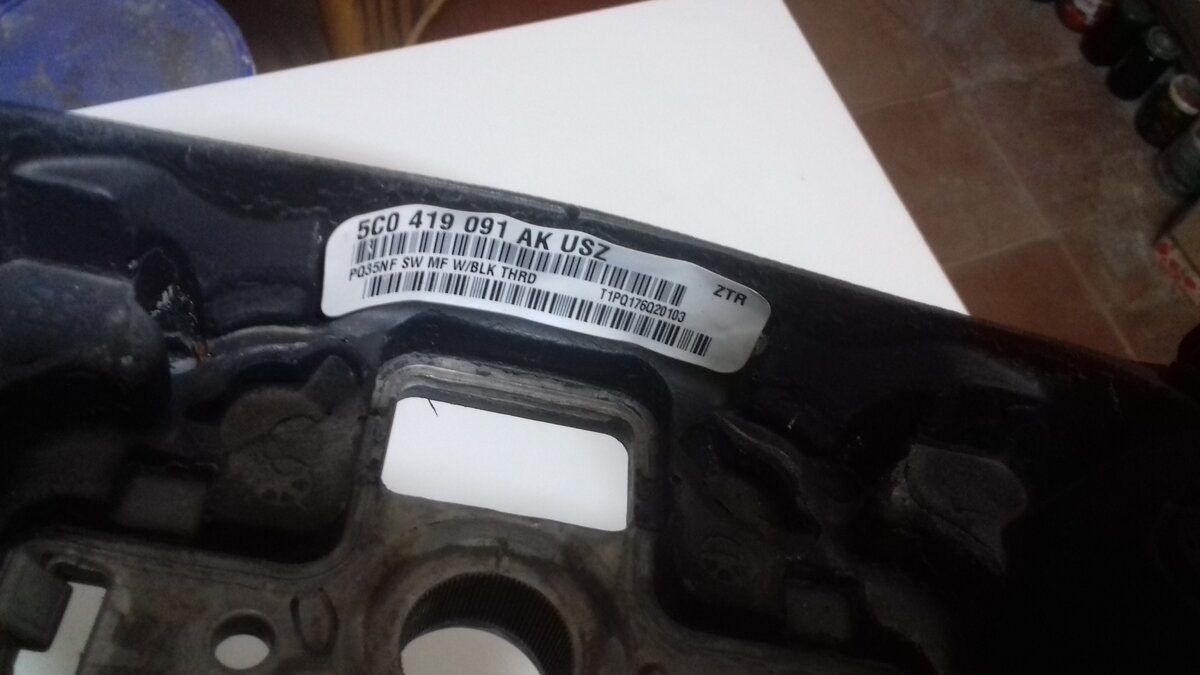 5C0 419 091 AK USZ
PQ35NF SW MF W/BLK THRD
T1PQ176Q20103
ZTR